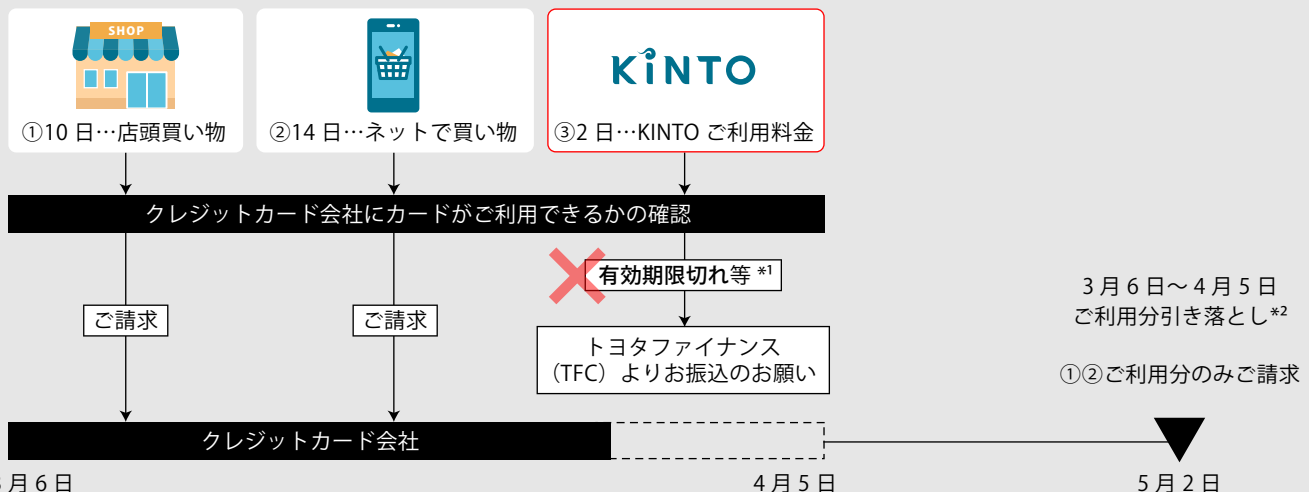 SHOP
①10 日…店頭買い物
②14 日…ネットで買い物
KiNTO
③2 日…KINTO ご利用料金
クレジットカード会社にカードがご利用できるかの確認
有効期限切れ等 *1
ご請求
ご請求
トヨタファイナンス
（TFC）よりお振込のお願い
3 月 6 日～ 4 月 5 日
ご利用分引き落とし*2
①②ご利用分のみご請求
クレジットカード会社
月 6 日
4 月 5 日
5 月 2 日